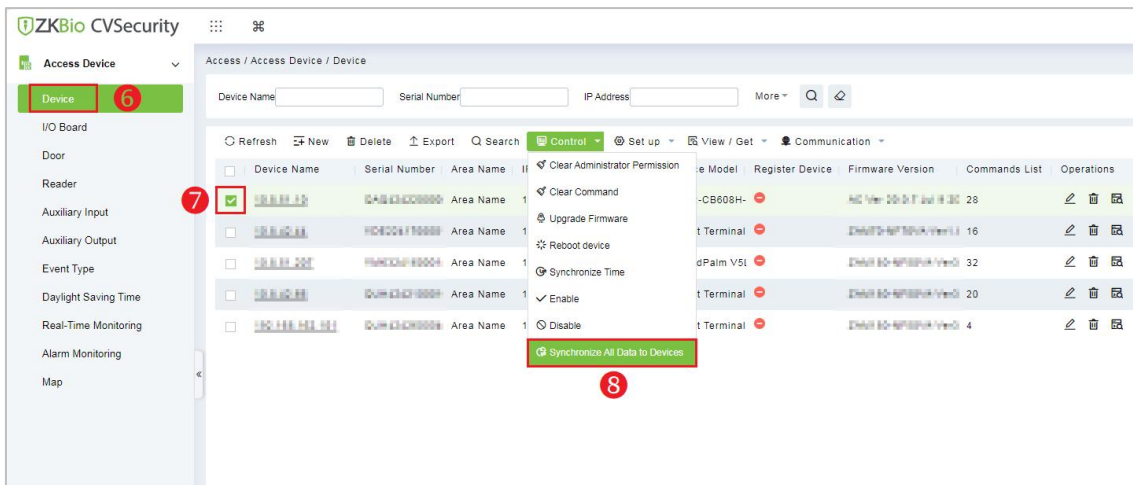 ZKBio CVSecurity
Access Device
Access / Access Device / Device
Device 6
Device Name Serial Number IP Address More
I/O Board
Refresh New Delete Export Search Control Set up View / Get Communication
Door
Device Name Serial Number Area Name Clear Administrator Permission Model Register Device Firmware Version Commands List Operations
Reader
7 Area Name Clear Command -CB608H- 28
Auxiliary Input
Upgrade Firmware
Area Name Reboot device t Terminal 16
Auxiliary Output
Event Type
Area Name Synchronize Time dPalm V5L 32
Daylight Saving Time
Area Name Enable t Terminal 20
Real-Time Monitoring
Area Name Disable t Terminal 4
Alarm Monitoring
Synchronize All Data to Devices
Map
8